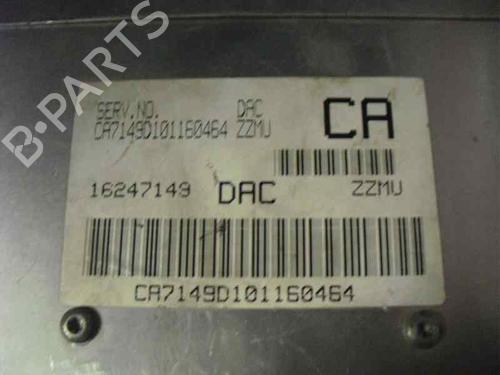 SERV.NO. DAC
CA7149D101160464 ZZMU CA
16247149 DAC ZZMU
CA7149D101160464
B-PARTS